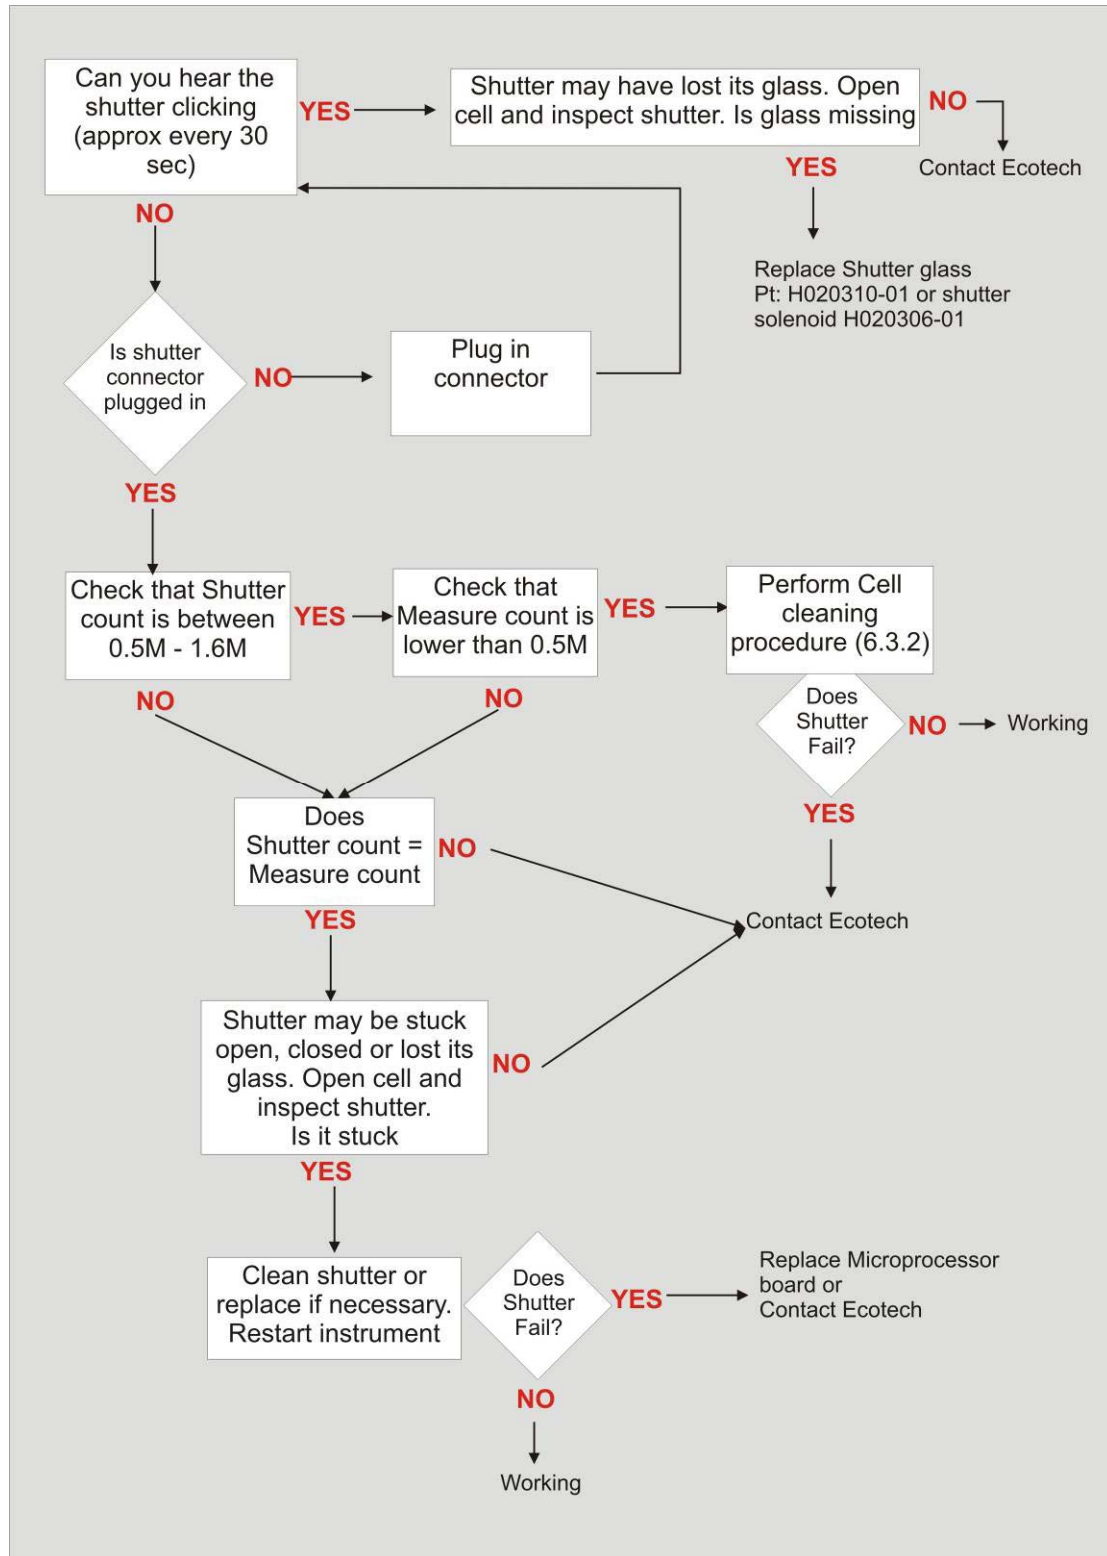 Can you hear the
shutter clicking
(approx every 30
sec)
YES
Shutter may have lost its glass. Open
cell and inspect shutter. Is glass missing
NO
Contact Ecotech
YES
Replace Shutter glass
Pt: H020310-01 or shutter
solenoid H020306-01
NO
Is shutter
connector
plugged in
NO
Plug in
connector
YES
Check that Shutter
count is between
0.5M - 1.6M
YES
Check that
Measure count is
lower than 0.5M
YES
Perform Cell
cleaning
procedure (6.3.2)
NO
NO
Does
Shutter
Fail?
NO
Working
YES
Contact Ecotech
Does
Shutter count =
Measure count
NO
YES
Shutter may be stuck
open, closed or lost its
glass. Open cell and
inspect shutter.
Is it stuck
NO
YES
Clean shutter or
replace if necessary.
Restart instrument
Does
Shutter
Fail?
YES
Replace Microprocessor
board or
Contact Ecotech
NO
Working